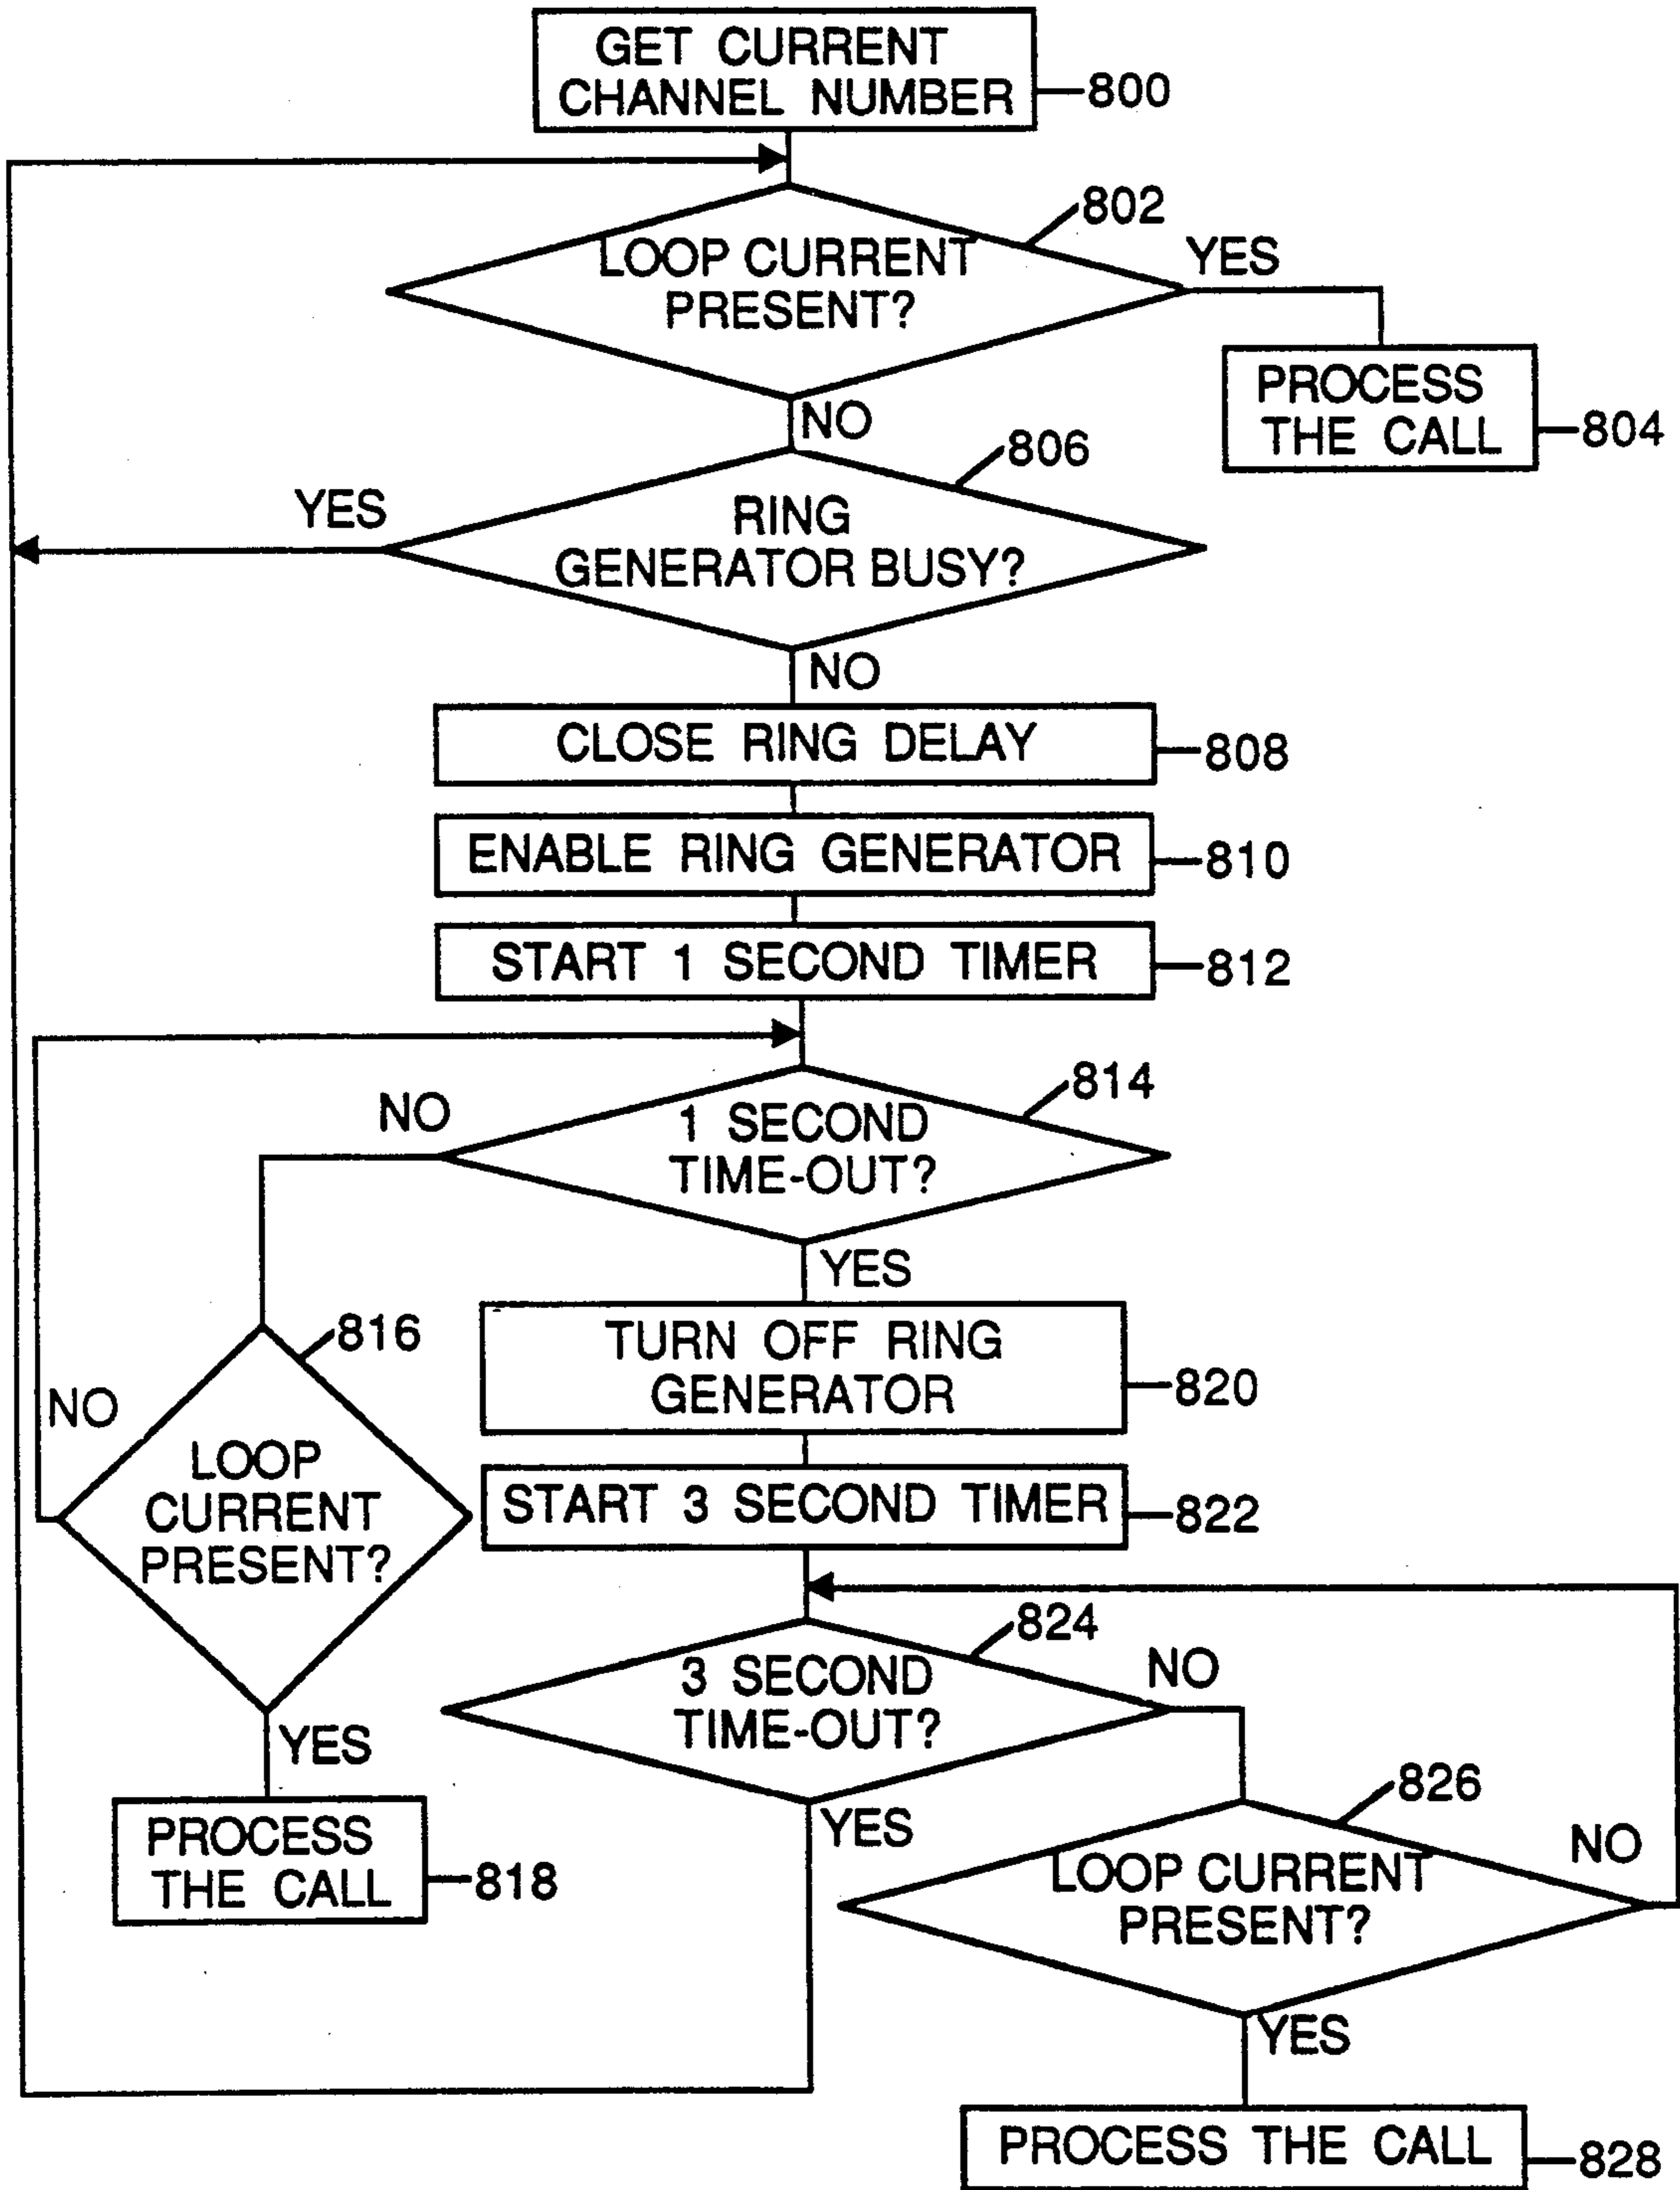 GET CURRENT
CHANNEL NUMBER
800
802
LOOP CURRENT
PRESENT?
YES
PROCESS
THE CALL
804
NO
806
YES
RING
GENERATOR BUSY?
NO
CLOSE RING DELAY
808
ENABLE RING GENERATOR
810
START 1 SECOND TIMER
812
814
NO
1 SECOND
TIME-OUT?
YES
816
NO
LOOP
CURRENT
PRESENT?
YES
PROCESS
THE CALL
818
TURN OFF RING
GENERATOR
820
START 3 SECOND TIMER
822
824
3 SECOND
TIME-OUT?
NO
YES
826
LOOP CURRENT
PRESENT?
NO
YES
PROCESS THE CALL
828